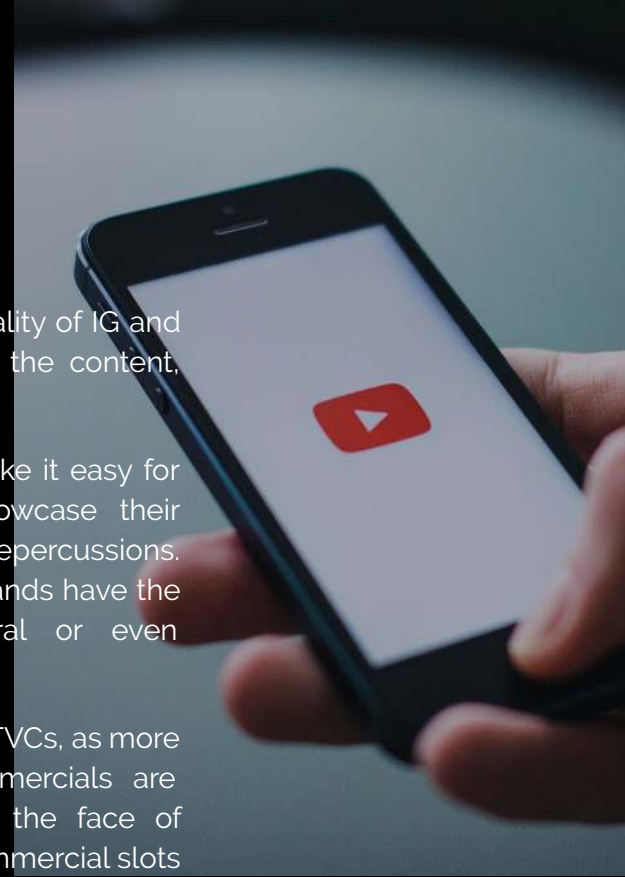 ality of IG and
the content,
ke it easy for
owcase their
epercussions.
ands have the
ral or even
TVCs, as more
mercials are
the face of
mmercial slots